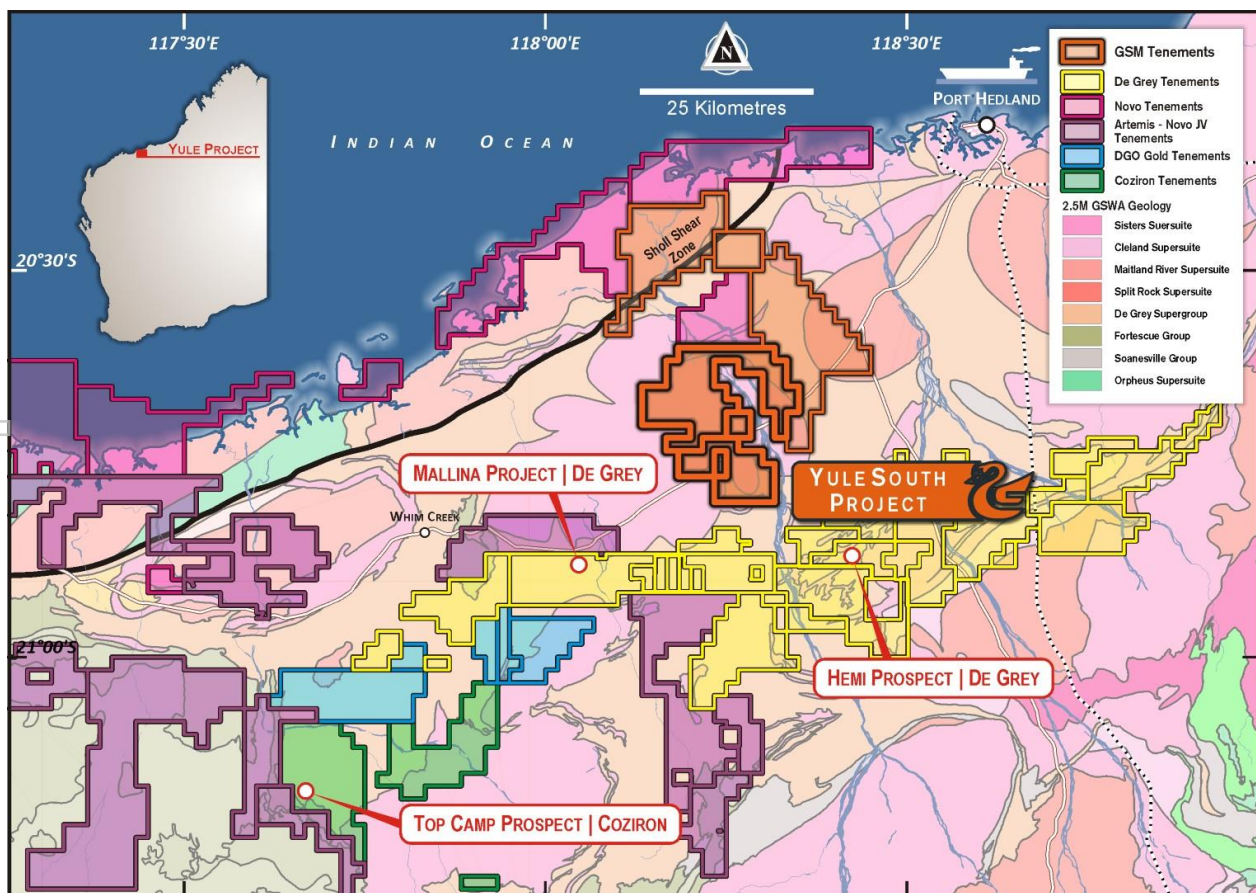 117°30'E
118°00'E
118°30'E
N
25 Kilometres
PORT HEDLAND
INDIAN OCEAN
YULE PROJECT
GSM Tenements
De Grey Tenements
Novo Tenements
Artemis - Novo JV
Tenements
DGO Gold Tenements
Coziron Tenements
2.5M GSWA Geology
Sisters Suersuite
Cleland Supersuite
Maitland River Supersuite
Split Rock Supersuite
De Grey Supergroup
Fortescue Group
Soanesville Group
Orpheus Supersuite
20°30'S
Sholl Shear
Zone
MALLINA PROJECT | DE GREY
YULE SOUTH
PROJECT
WHIM CREEK
21°00'S
HEMI PROSPECT | DE GREY
TOP CAMP PROSPECT | COZIRON